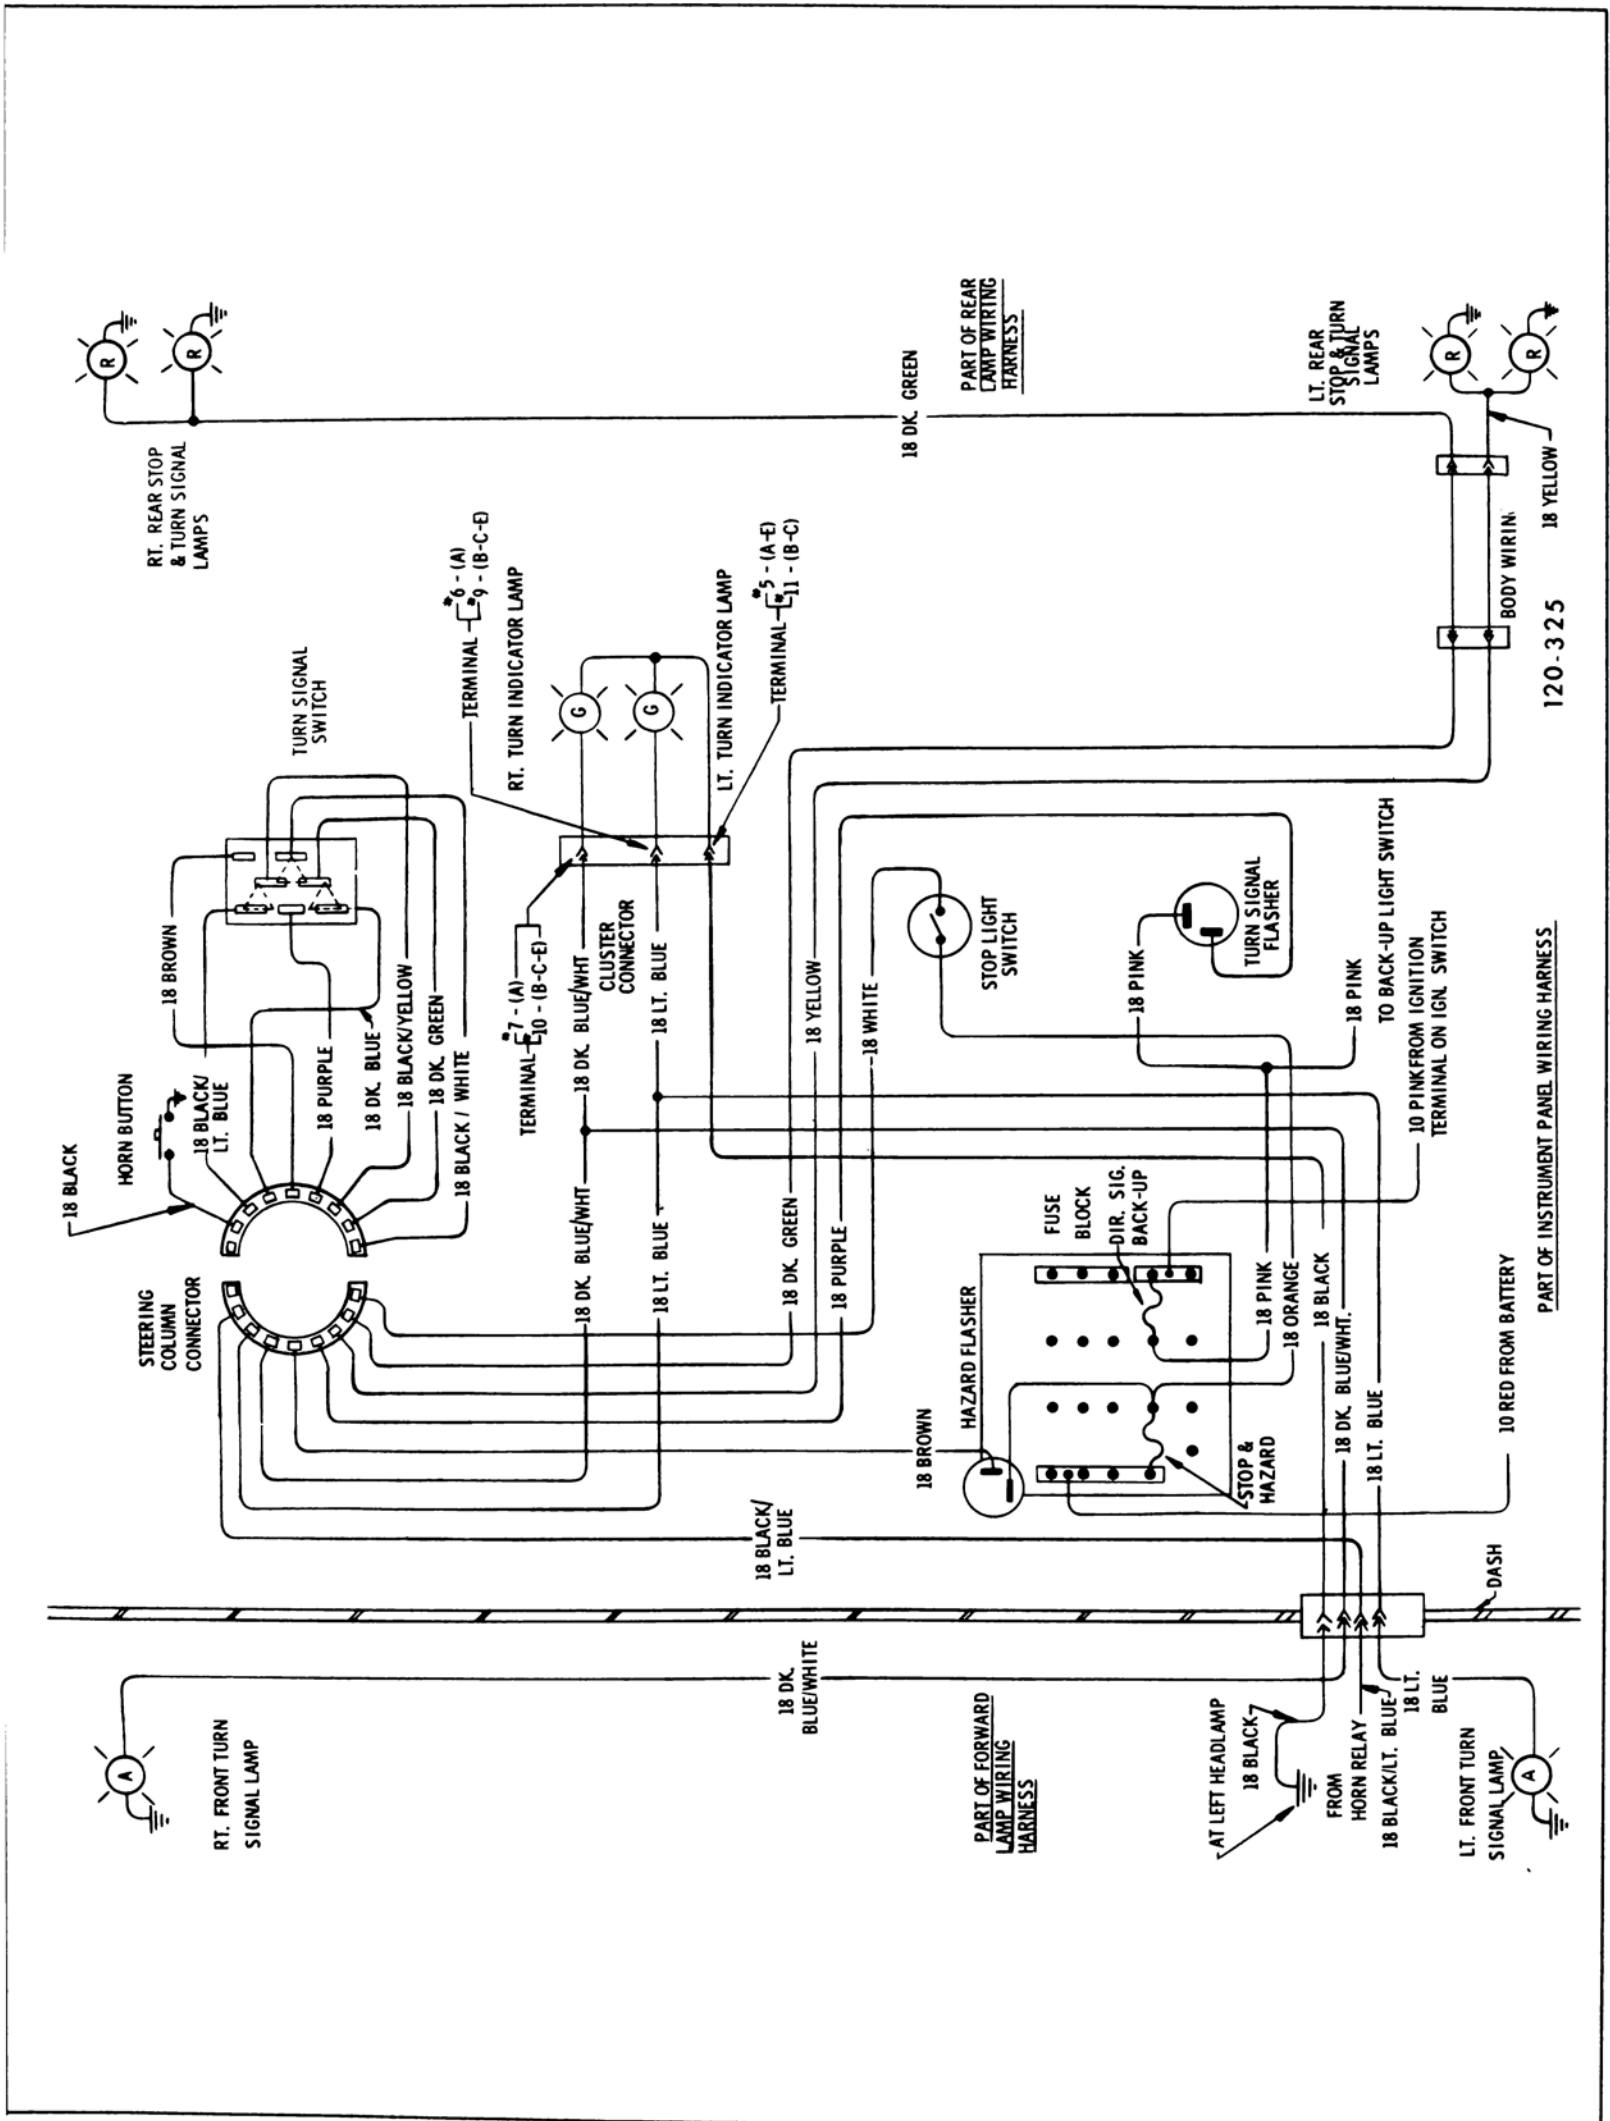 RT. FRONT TURN
SIGNAL LAMP
18 DK.
BLUE/WHITE
PART OF FORWARD
LAMP WIRING
HARNESS
AT LEFT HEADLAMP
18 BLACK
FROM
HORN RELAY
18 BLACK/LT. BLUE
18 LT.
BLUE
LT. FRONT TURN
SIGNAL LAMP
A
A
DASH
18 BLACK/
LT. BLUE
STEERING
COLUMN
CONNECTOR
18 BLACK
HORN BUTTON
18 BROWN
18 BLACK/
LT. BLUE
18 PURPLE
18 DK. BLUE
18 BLACK/YELLOW
18 DK. GREEN
18 BLACK / WHITE
TURN SIGNAL
SWITCH
RT. REAR STOP
& TURN SIGNAL
LAMPS
R
R
TERMINAL
*6 - (A)
*9 - (B-C-E)
RT. TURN INDICATOR LAMP
TERMINAL
*7 - (A)
*10 - (B-C-E)
18 DK. BLUE/WHT
CLUSTER
CONNECTOR
18 LT. BLUE
G
G
LT. TURN INDICATOR LAMP
TERMINAL
*5 - (A-E)
*11 - (B-C)
18 DK. BLUE/WHT
18 LT. BLUE
18 DK. GREEN
18 PURPLE
18 YELLOW
18 WHITE
18 DK. GREEN
STOP LIGHT
SWITCH
PART OF REAR
LAMP WIRING
HARNESS
18 BROWN
HAZARD FLASHER
FUSE
BLOCK
DIR. SIG.
BACK-UP
STOP &
HAZARD
18 PINK
TURN SIGNAL
FLASHER
18 PINK
TO BACK-UP LIGHT SWITCH
10 PINK FROM IGNITION
TERMINAL ON IGN. SWITCH
18 PINK
18 ORANGE
18 BLACK
18 DK. BLUE/WHT.
18 LT. BLUE
10 RED FROM BATTERY
PART OF INSTRUMENT PANEL WIRING HARNESS
LT. REAR
STOP & TURN
SIGNAL
LAMPS
R
R
18 YELLOW
BODY WIRIN
120-325